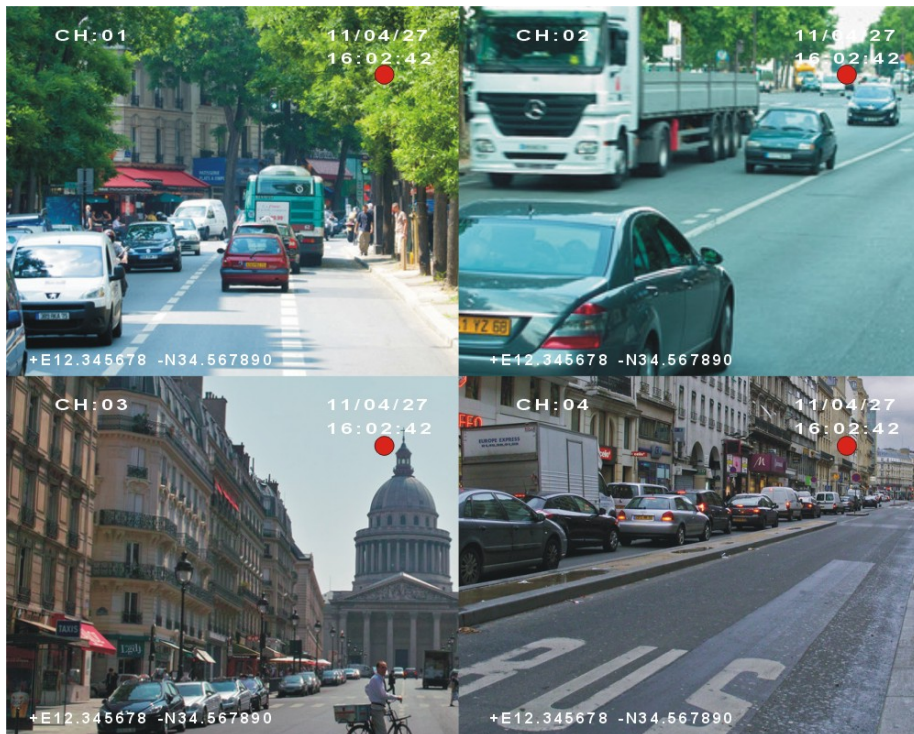 CH:01
11/04/27
16:02:42
+E12.345678 -N34.567890
CH:02
11/04/27
16:02:42
1 YZ 68
+E12.345678 -N34.567890
CH:03
11/04/27
16:02:42
TAXIS
+E12.345678 -N34.567890
CH:04
11/04/27
16:02:42
EUROPE EXPRESS
+E12.345678 -N34.567890